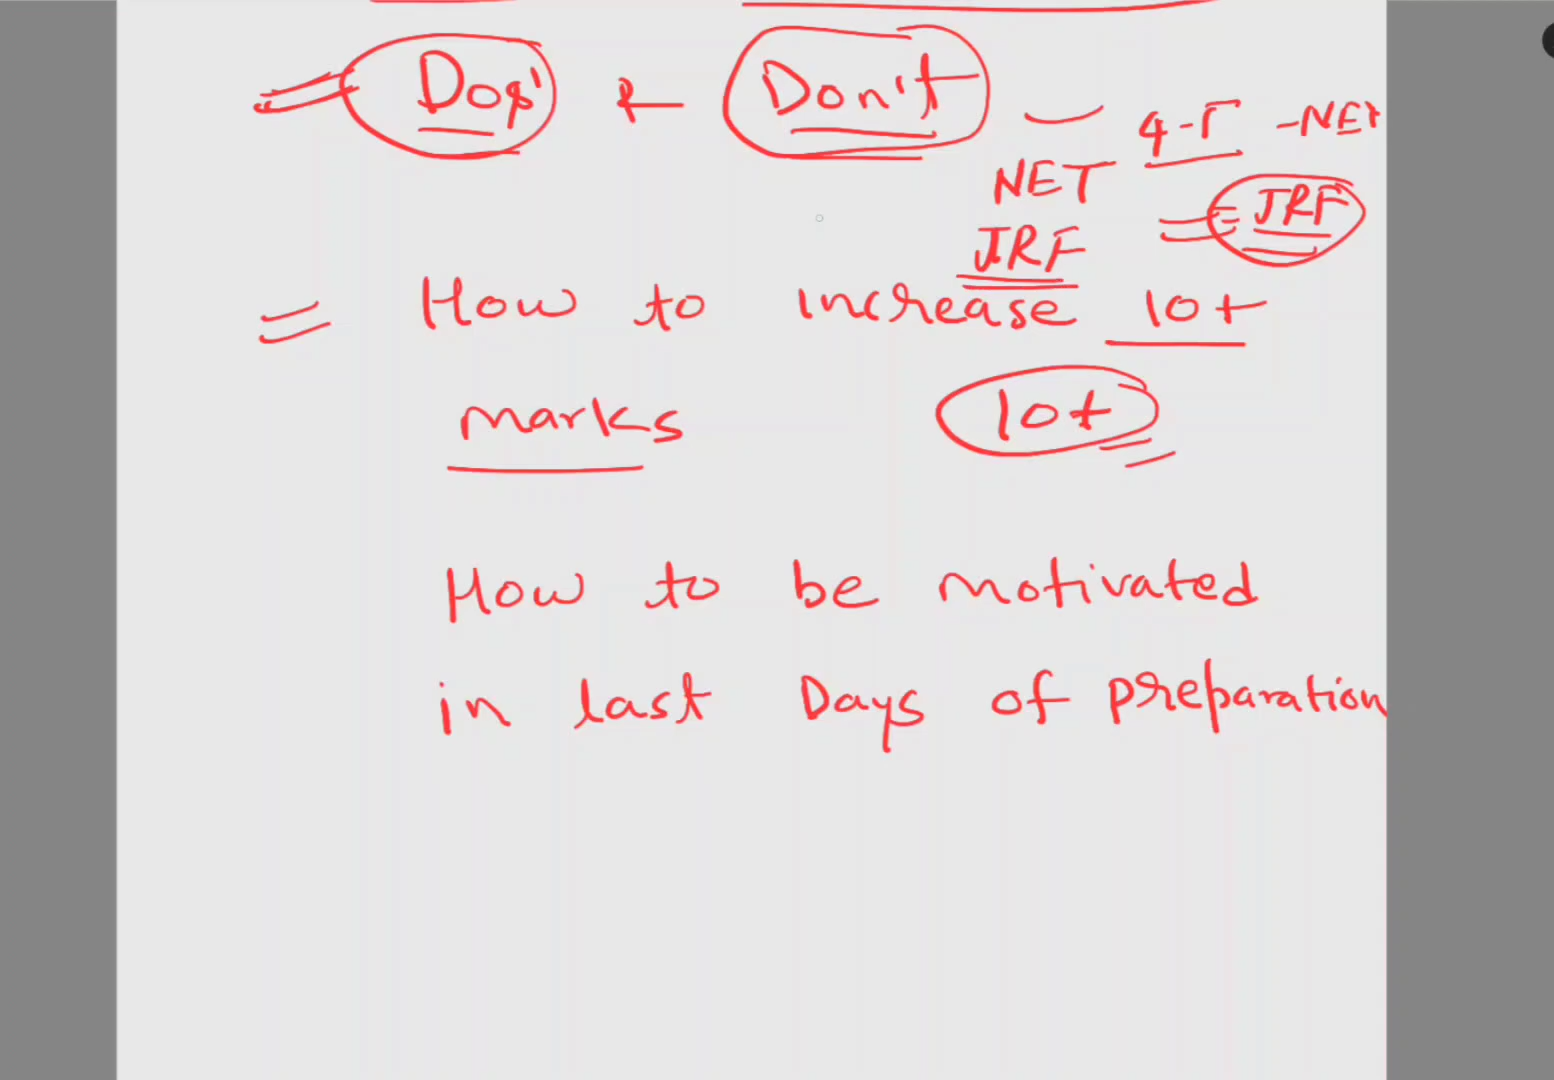 Dos' & Don't
4-5 -NET
NET
JRF
JRF
How to increase 10+
marks
10+
How to be motivated
in last Days of preparation